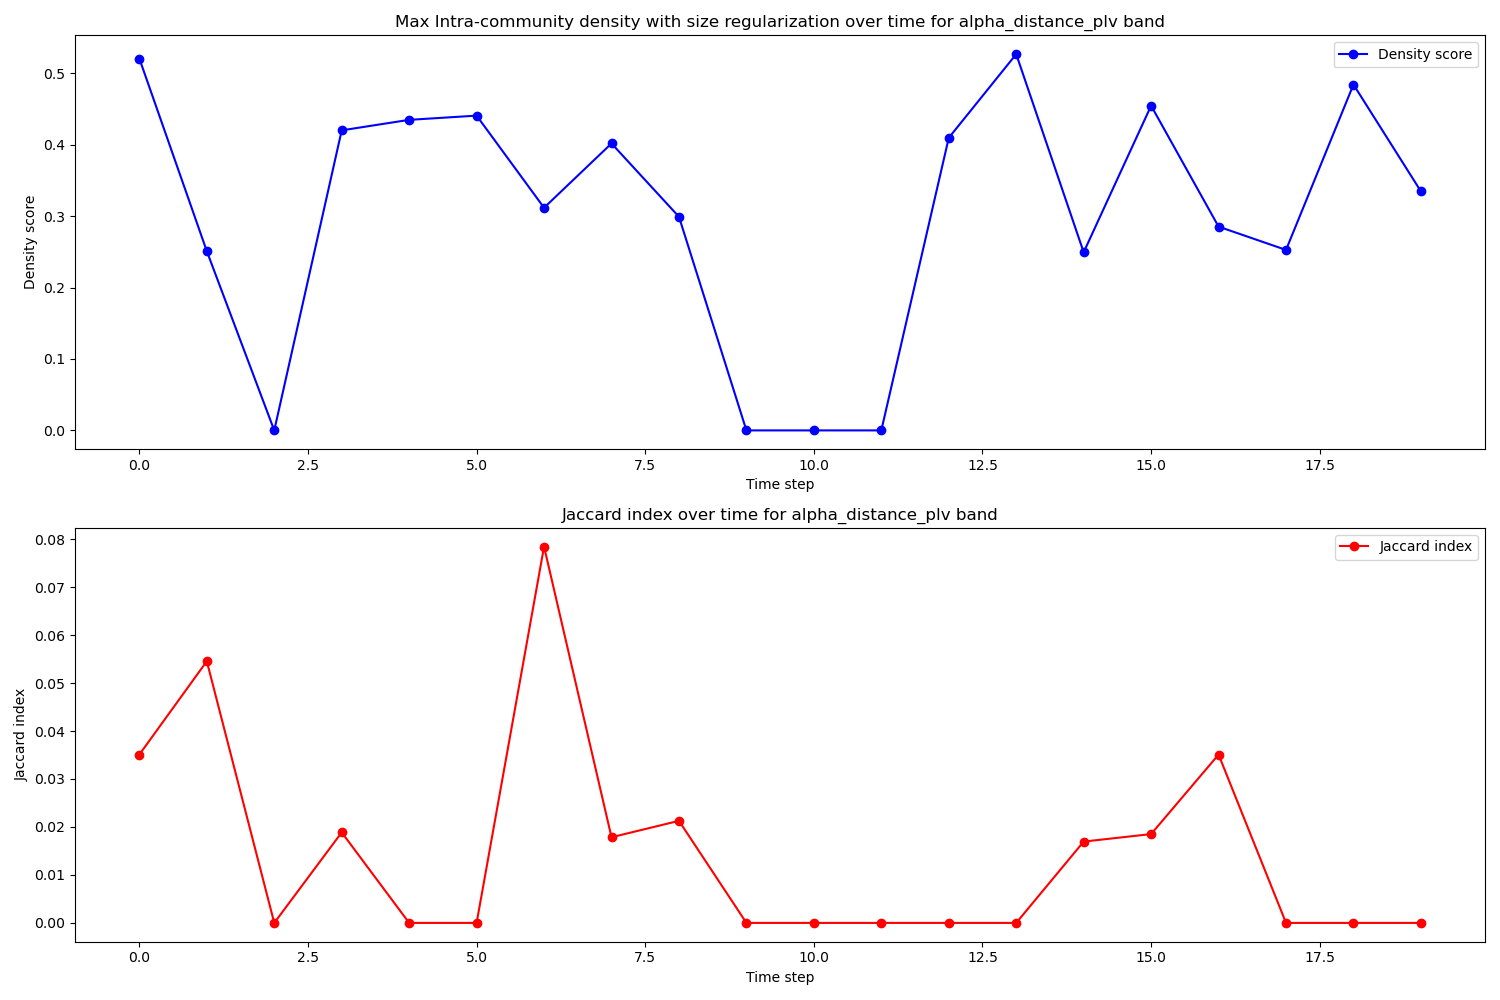 Max Intra-community density with size regularization over time for alpha_distance_plv band
Density score
Density score
0.5
0.4
0.3
0.2
0.1
0.0
0.0 2.5 5.0 7.5 10.0 12.5 15.0 17.5
Time step
Jaccard index over time for alpha_distance_plv band
Jaccard index
Jaccard index
0.08
0.07
0.06
0.05
0.04
0.03
0.02
0.01
0.00
0.0 2.5 5.0 7.5 10.0 12.5 15.0 17.5
Time step